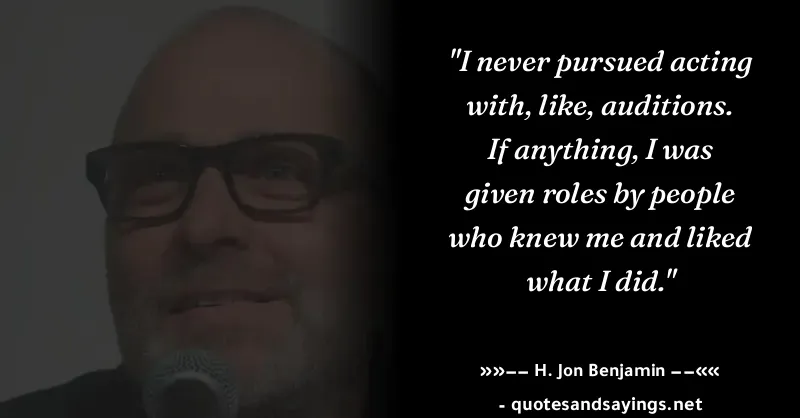 "I never pursued acting
with, like, auditions.
If anything, I was
given roles by people
who knew me and liked
what I did."
»»−− H. Jon Benjamin −−««
- quotesandsayings.net